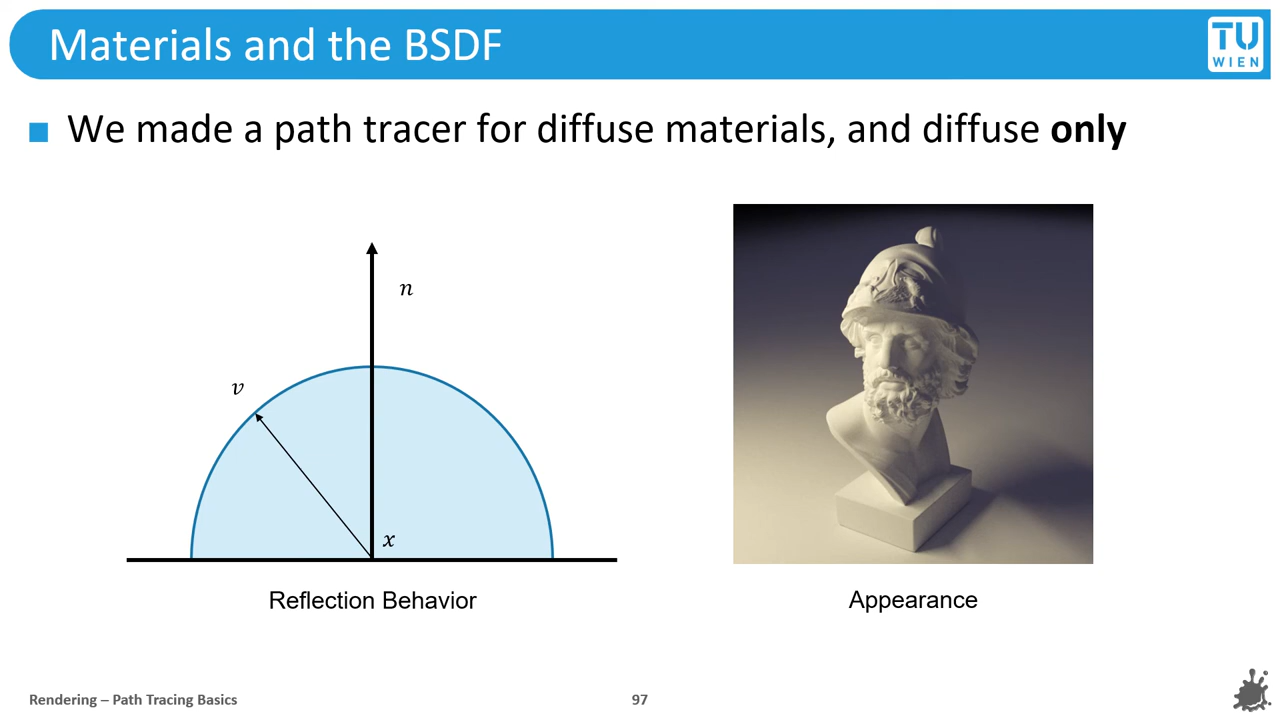 Materials and the BSDF
TU
WIEN
We made a path tracer for diffuse materials, and diffuse only
n
v
x
Reflection Behavior
Appearance
Rendering – Path Tracing Basics
97